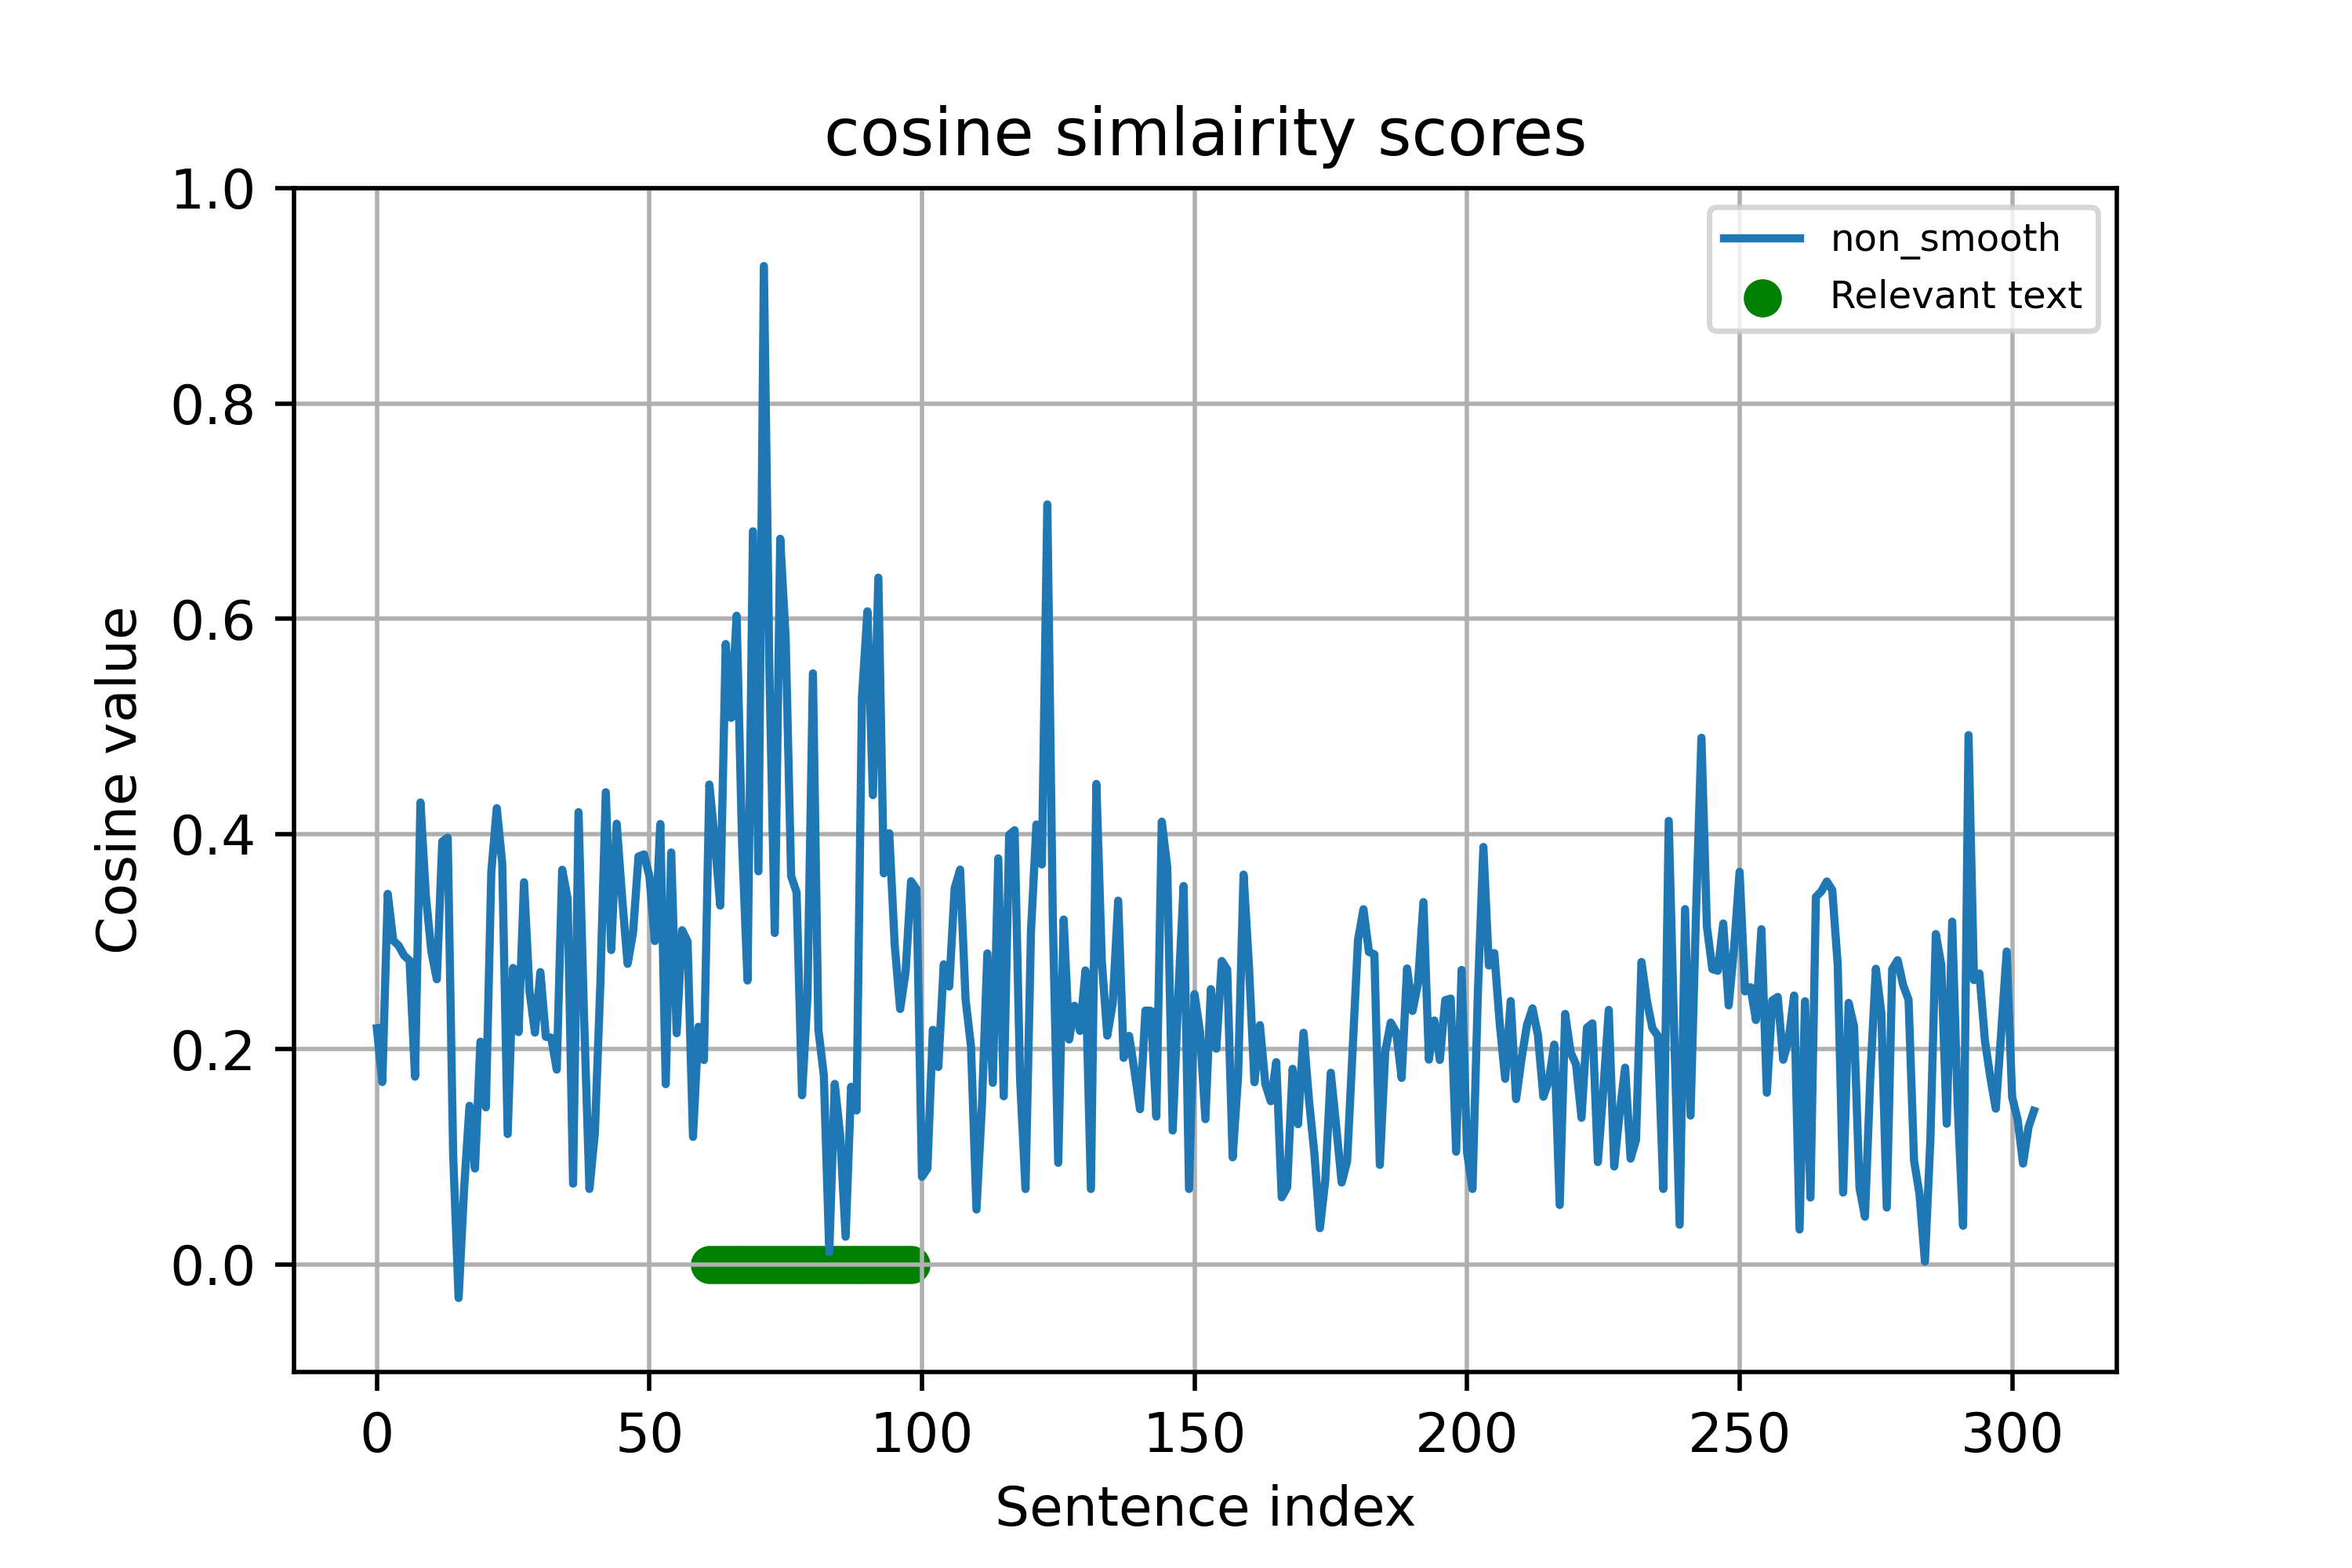 cosine simlairity scores
non_smooth
Relevant text
Cosine value
1.0
0.8
0.6
0.4
0.2
0.0
0 50 100 150 200 250 300
Sentence index